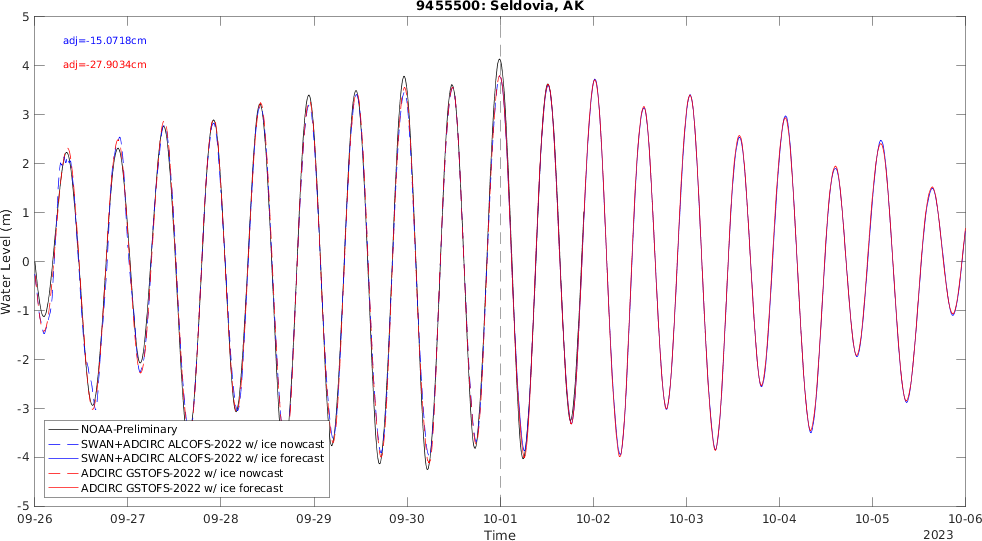 9455500: Seldovia, AK
adj=-15.0718cm
adj=-27.9034cm
5
4
3
2
1
0
-1
-2
-3
-4
-5
Water Level (m)
NOAA-Preliminary
SWAN+ADCIRC ALCOFS-2022 w/ ice nowcast
SWAN+ADCIRC ALCOFS-2022 w/ ice forecast
ADCIRC GSTOFS-2022 w/ ice nowcast
ADCIRC GSTOFS-2022 w/ ice forecast
09-26 09-27 09-28 09-29 09-30 10-01 10-02 10-03 10-04 10-05 10-06
Time
2023